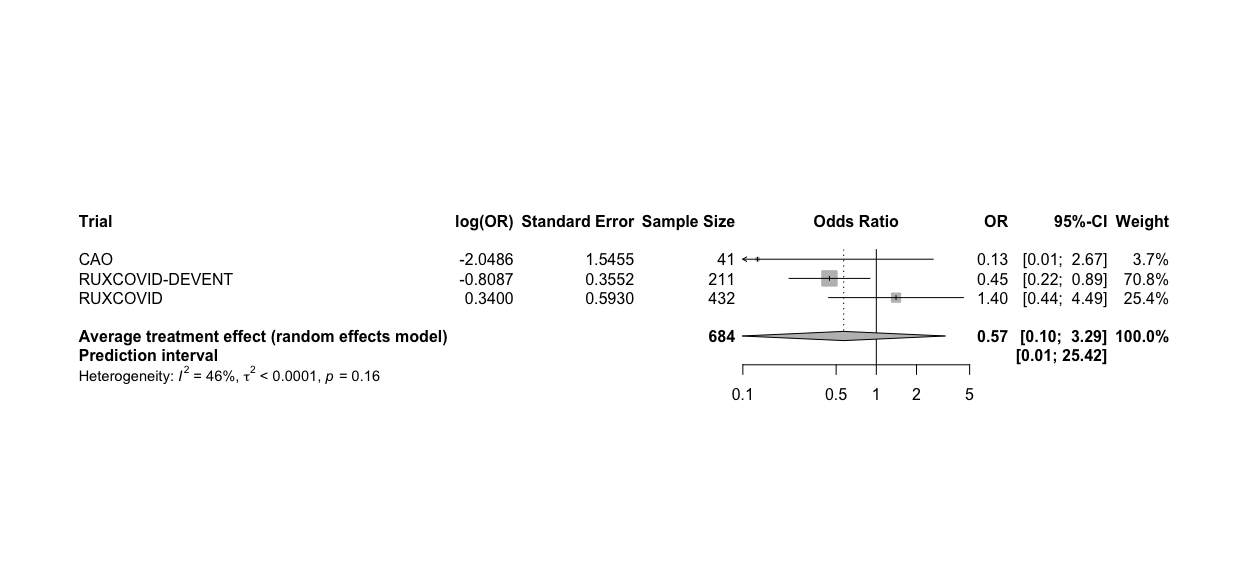 Trial log(OR) Standard Error Sample Size Odds Ratio OR 95%-CI Weight
CAO -2.0486 1.5455 41 0.13 [0.01; 2.67] 3.7%
RUXCOVID-DEVENT -0.8087 0.3552 211 0.45 [0.22; 0.89] 70.8%
RUXCOVID 0.3400 0.5930 432 1.40 [0.44; 4.49] 25.4%
Average treatment effect (random effects model) 684 0.57 [0.10; 3.29] 100.0%
Prediction interval [0.01; 25.42]
Heterogeneity: I² = 46%, τ² < 0.0001, p = 0.16
0.1 0.5 1 2 5